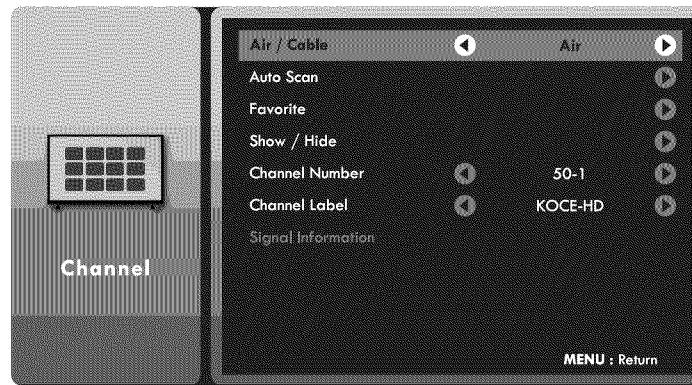 Air / Cable Air
Auto Scan
Favorite
Show / Hide
Channel Number 50-1
Channel Label KOCE-HD
Signal Information
Channel
MENU : Return